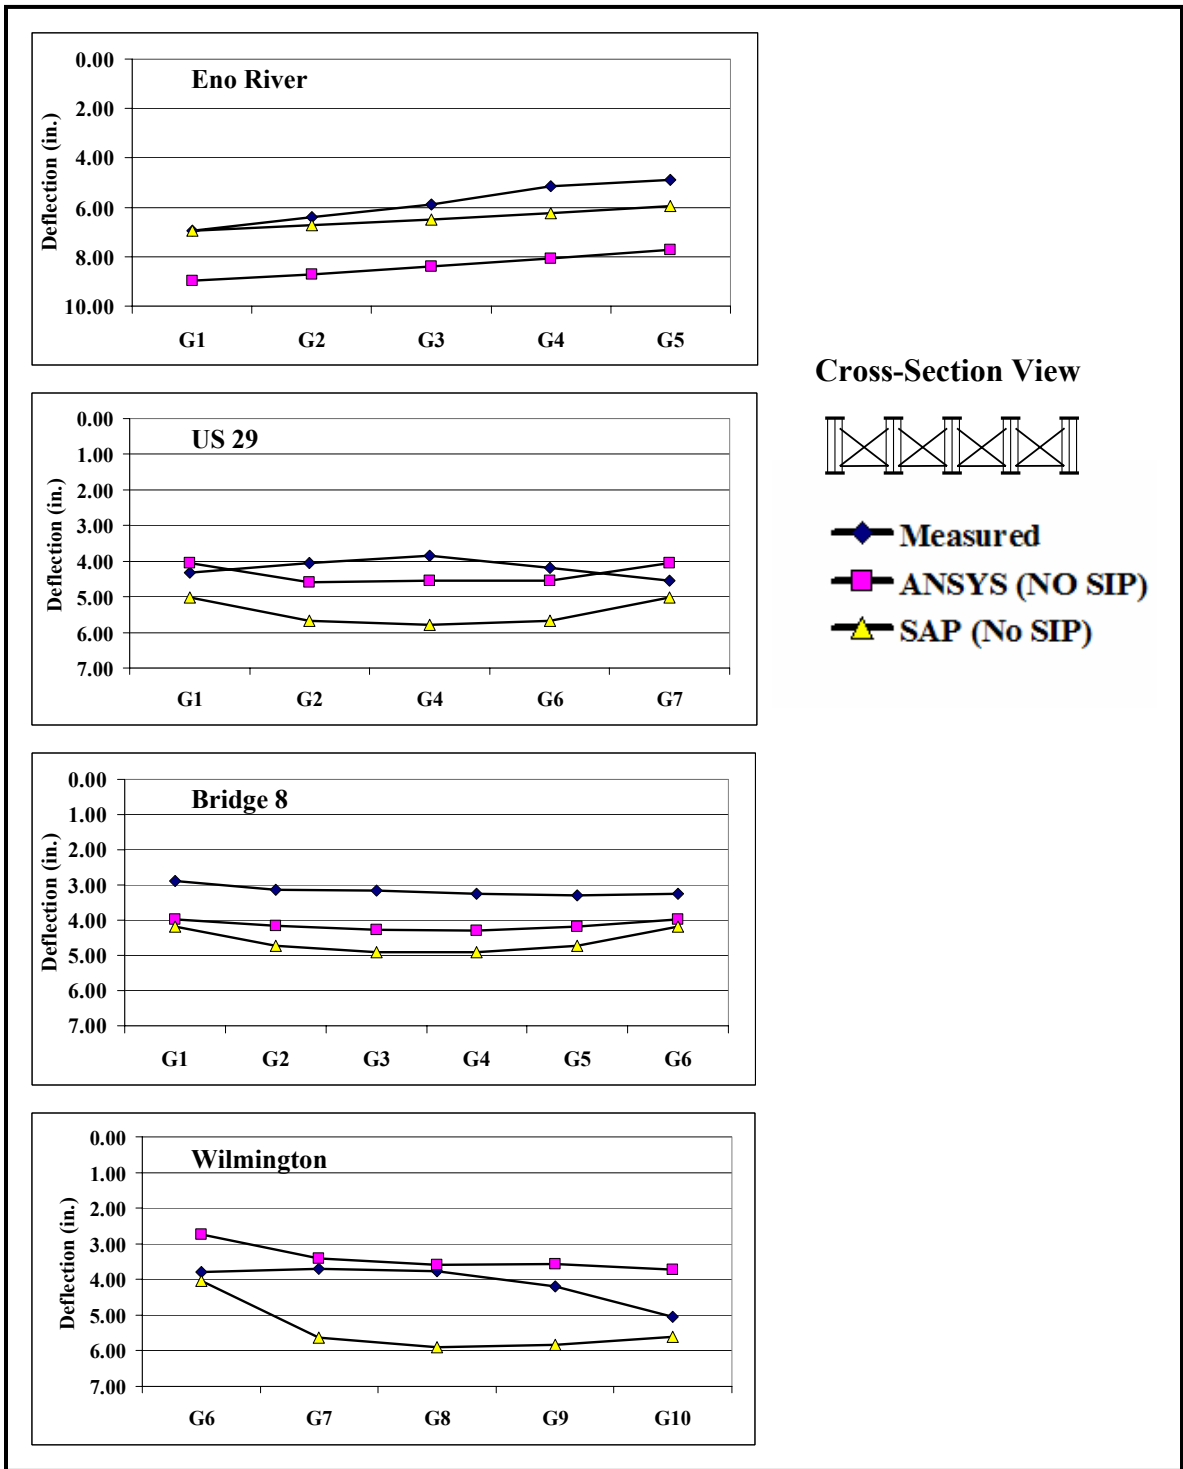 Eno River
Deflection (in.)
0.00
2.00
4.00
6.00
8.00
10.00
G1 G2 G3 G4 G5
US 29
Deflection (in.)
0.00
1.00
2.00
3.00
4.00
5.00
6.00
7.00
G1 G2 G4 G6 G7
Cross-Section View
Measured
ANSYS (NO SIP)
SAP (No SIP)
Bridge 8
Deflection (in.)
0.00
1.00
2.00
3.00
4.00
5.00
6.00
7.00
G1 G2 G3 G4 G5 G6
Wilmington
Deflection (in.)
0.00
1.00
2.00
3.00
4.00
5.00
6.00
7.00
G6 G7 G8 G9 G10